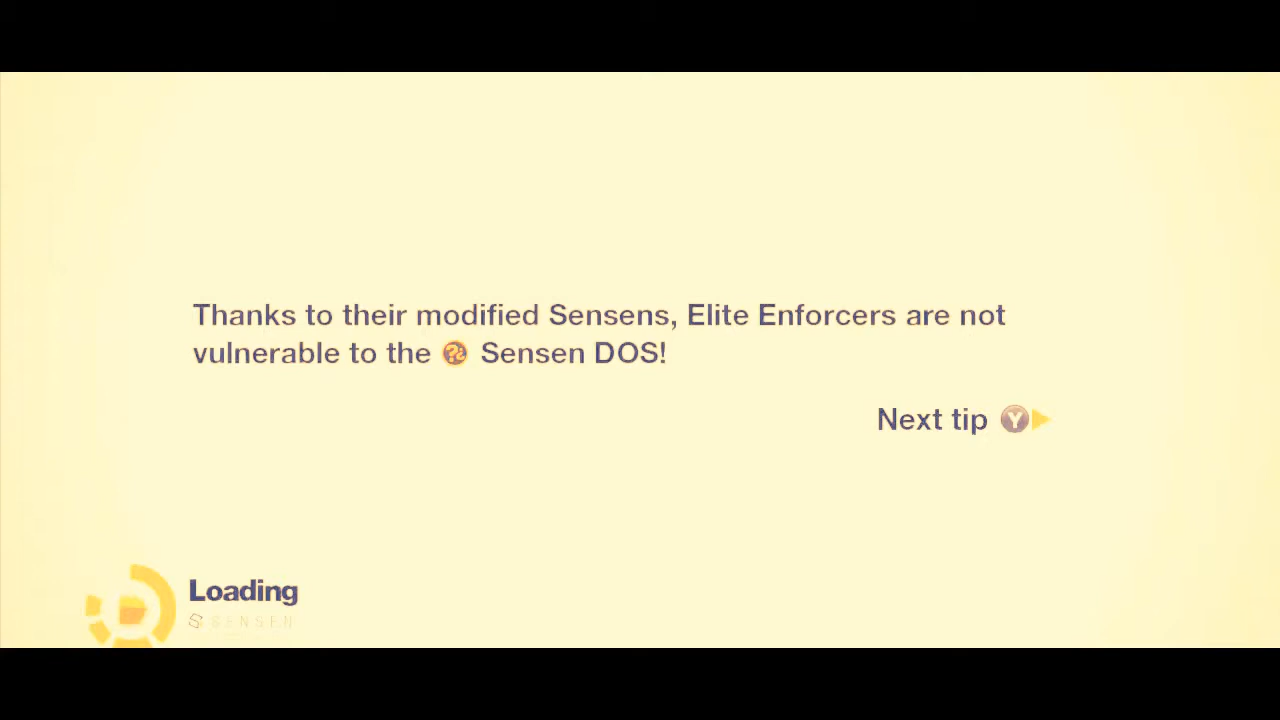 Thanks to their modified Sensens, Elite Enforcers are not
vulnerable to the ?? Sensen DOS!
Next tip Y
Loading
SENSEN